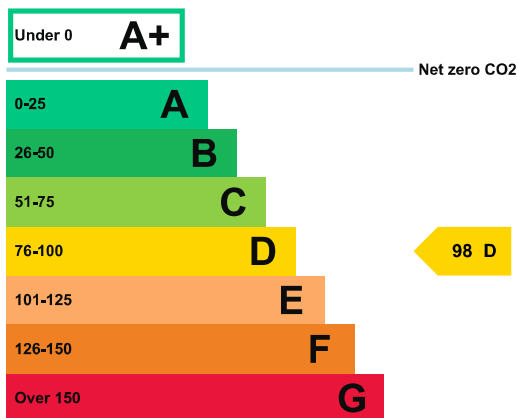 Under 0 A+
Net zero CO2
0-25 A
26-50 B
51-75 C
76-100 D
98 D
101-125 E
126-150 F
Over 150 G